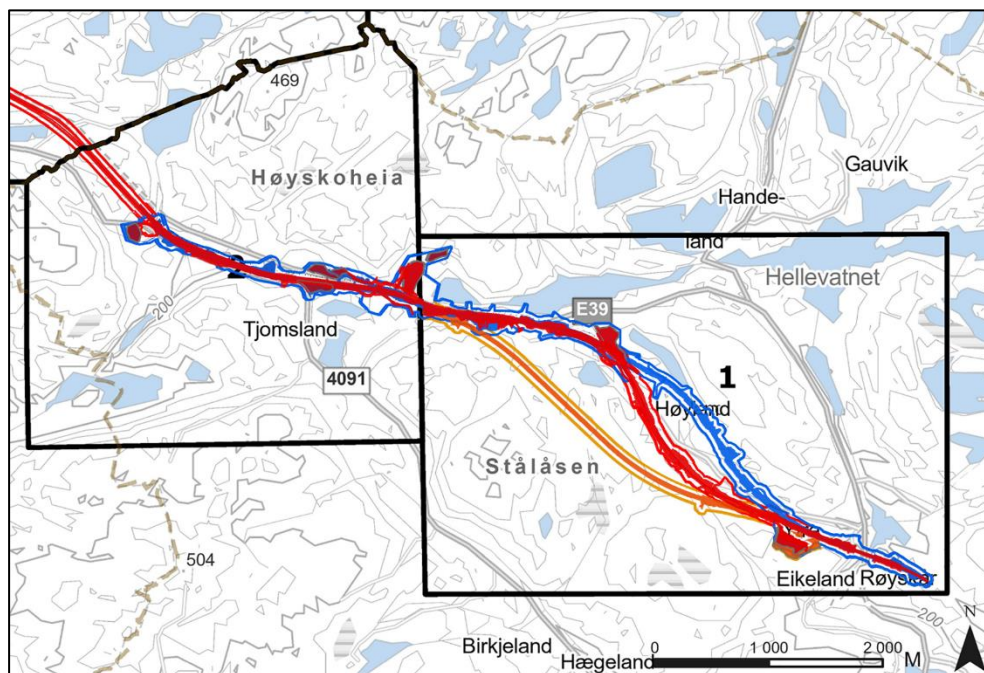 469
Gauvik
Høyskoheia
Hande-
land
2
Hellevatnet
200
E39
Tjomsland
4091
1
Høyland
Stålåsen
504
Eikeland
200
Birkjeland
Hægeland
0
1 000
2 000
M
N